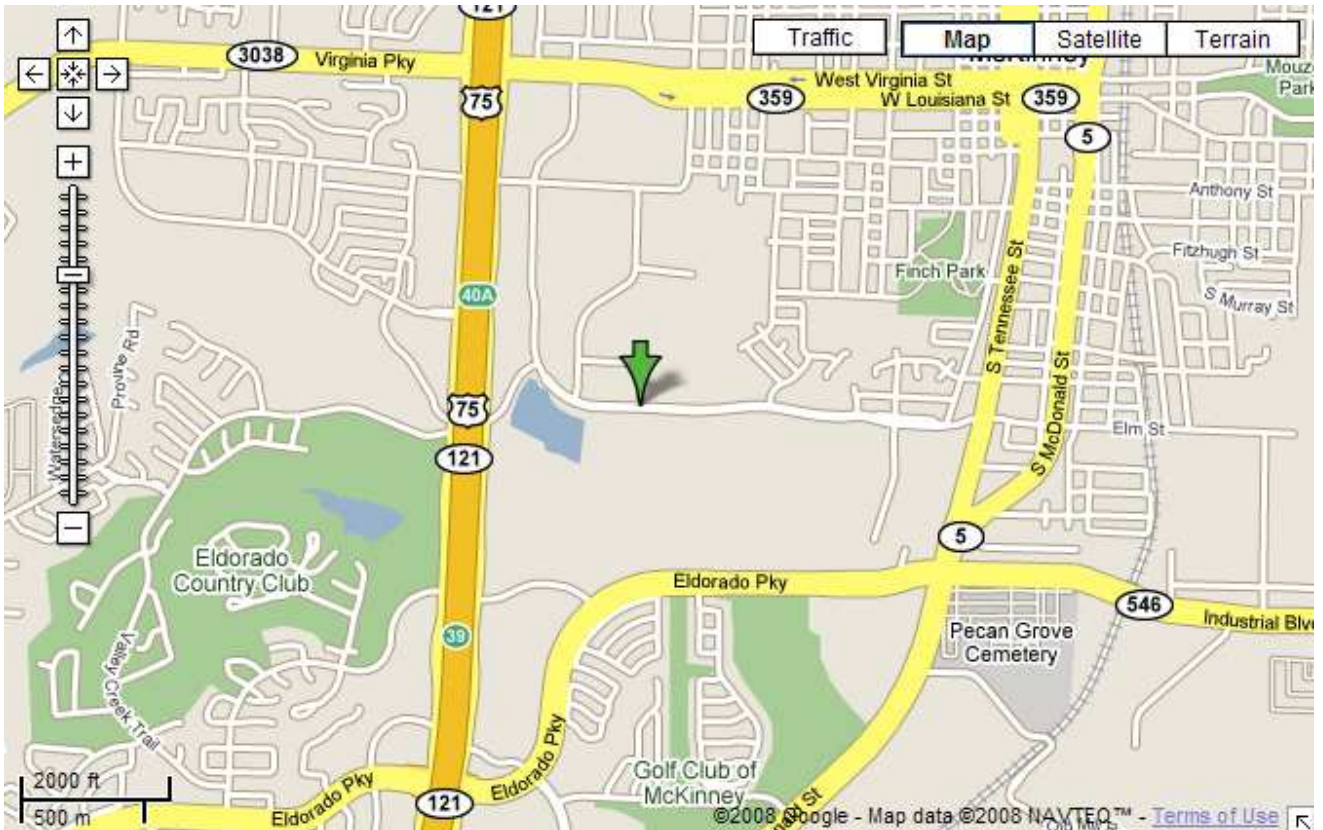 121
Traffic
Map
Satellite
Terrain
3038
Virginia Pky
West Virginia St
McKinney
Park
75
359
W Louisiana St
359
5
Anthony St
Fitzhugh St
Finch Park
S Murray St
40A
S Tennessee St
Provine Rd
Watersedge
75
S McDonald St
Elm St
121
5
Eldorado
Country Club
Eldorado Pky
546
Industrial Blv
39
Pecan Grove
Cemetery
Valley Creek Trail
Eldorado Pky
Golf Club of
McKinney
2000 ft
500 m
Eldorado Pky
121
©2008 Google - Map data ©2008 NAVTEQ™ - Terms of Use